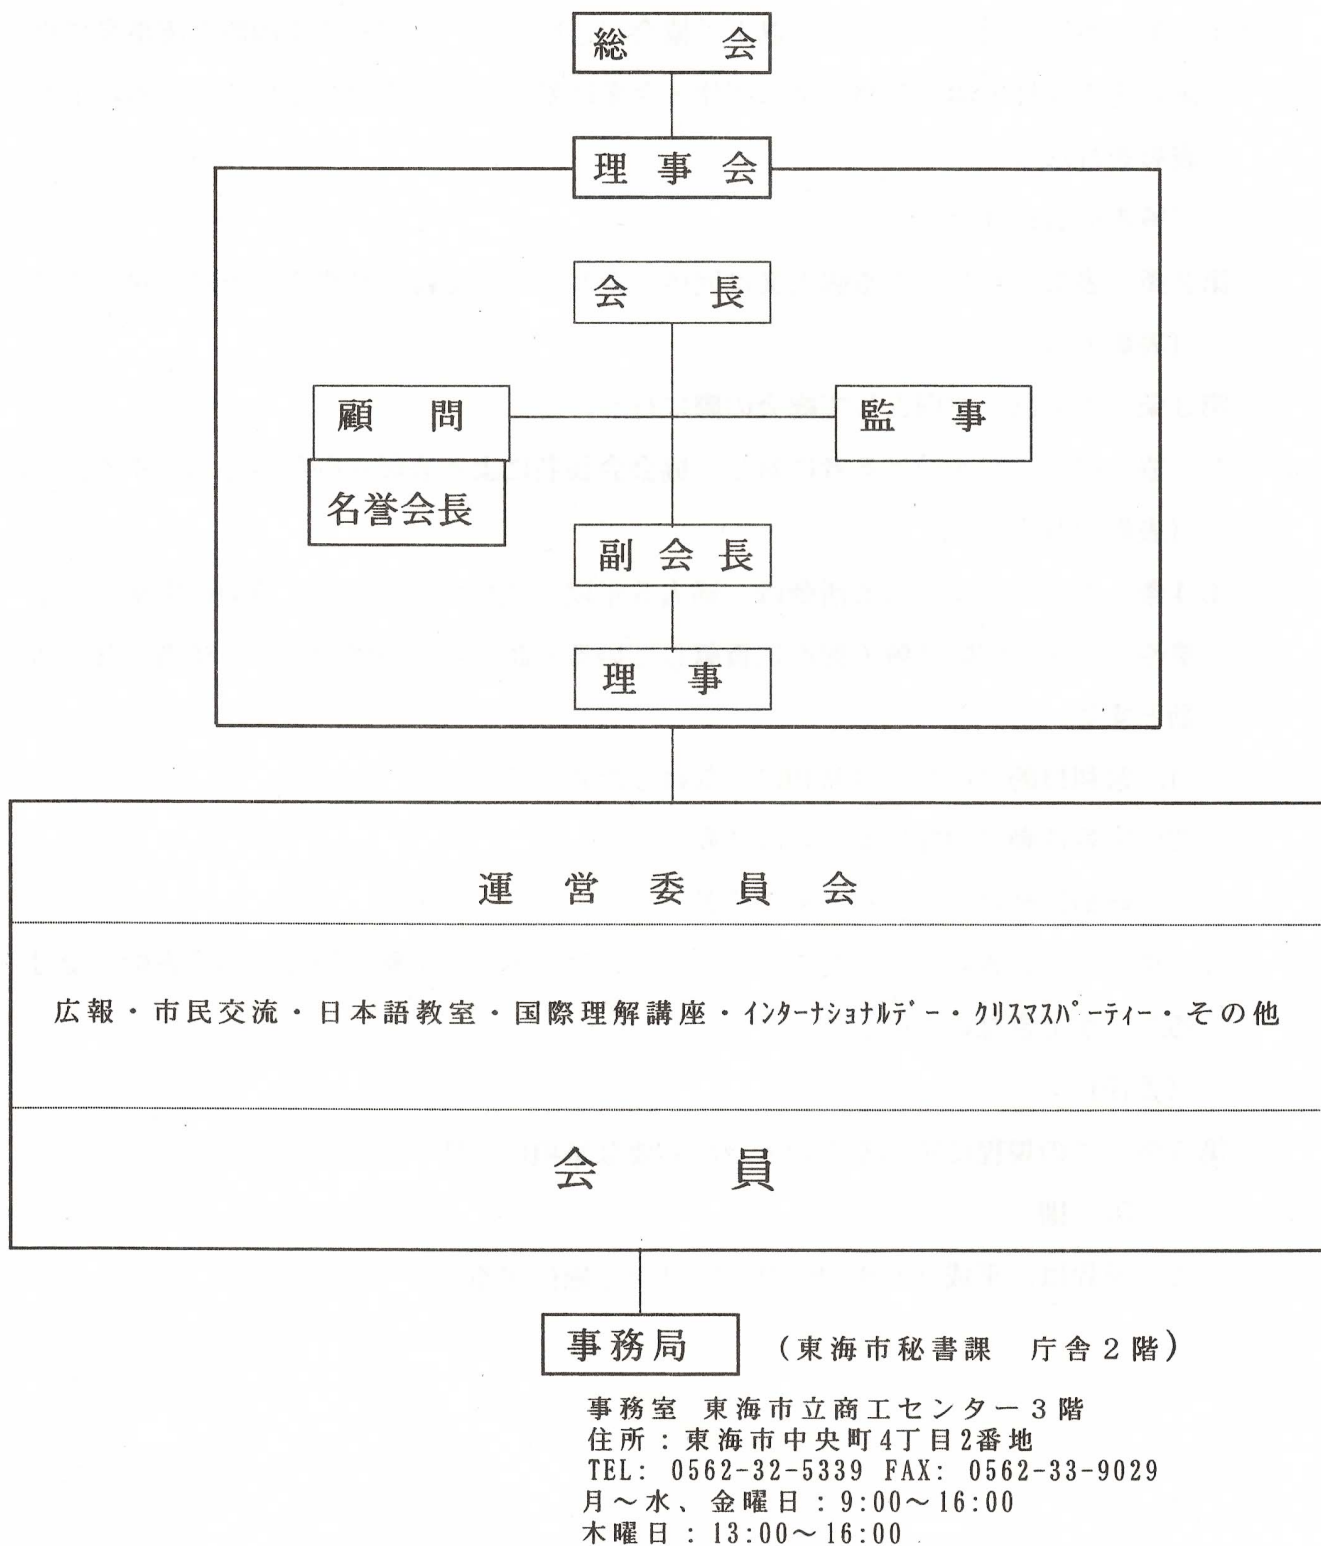 総　会
理事会
会　長
顧　問
監　事
名誉会長
副会長
理　事
運営委員会
広報・市民交流・日本語教室・国際理解講座・インターナショナルデー・クリスマスパーティー・その他
会　員
事務局　(東海市秘書課　庁舎2階)
事務室 東海市立商工センター3階
住所：東海市中央町4丁目2番地
TEL: 0562-32-5339 FAX: 0562-33-9029
月～水、金曜日：9:00～16:00
木曜日：13:00～16:00